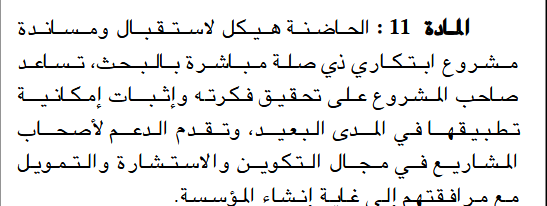 المادة 11 : الحاضنة هيكل لاستقبال ومساندة
مشروع ابتكاري ذي صلة مباشرة بالبحث، تساعد
صاحب المشروع على تحقيق فكرته وإثبات إمكانية
تطبيقها في المدى البعيد، وتقدم الدعم لأصحاب
المشاريع في مجال التكوين والاستشارة والتمويل
مع مرافقتهم إلى غاية إنشاء المؤسسة.